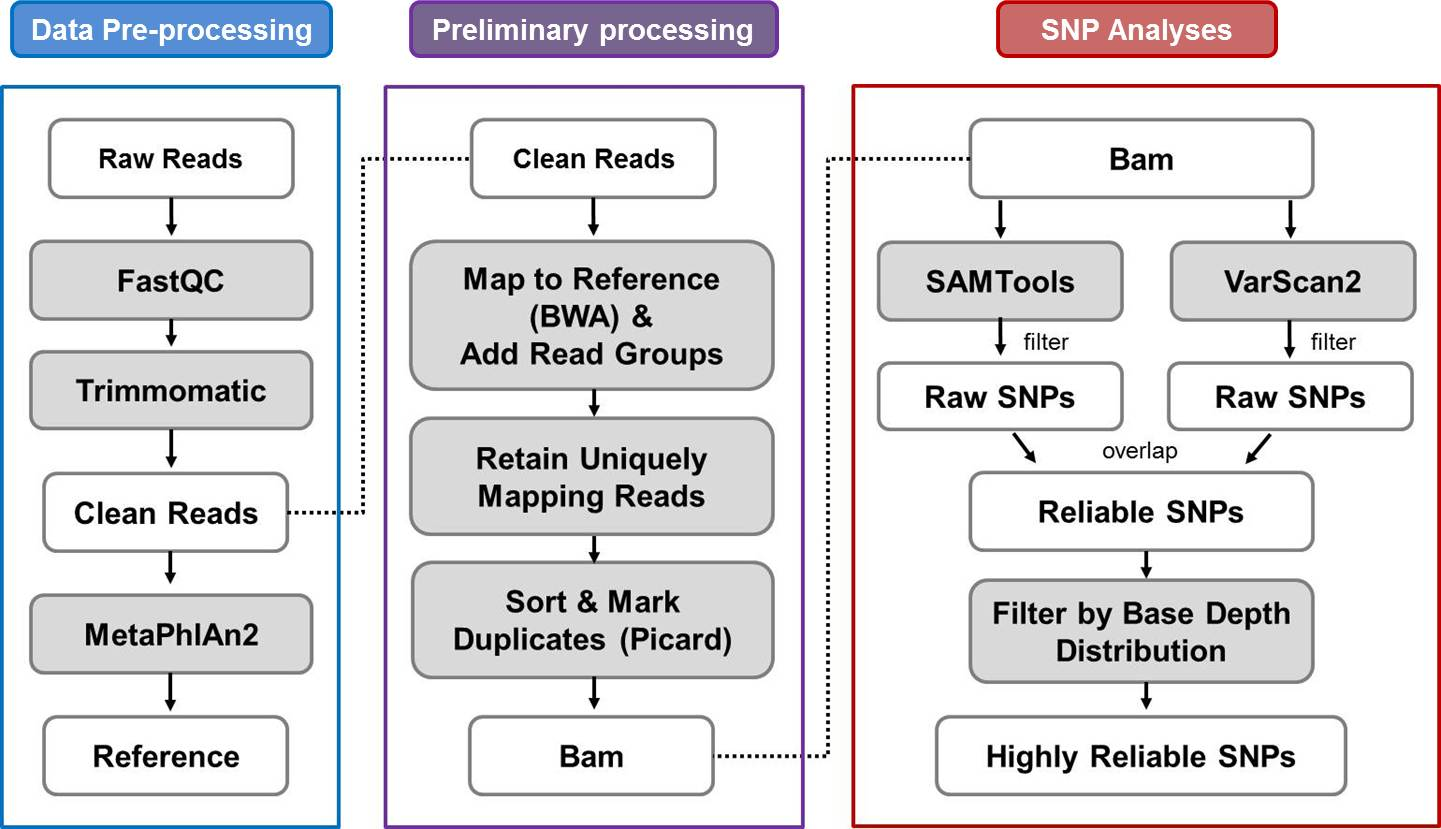 Data Pre-processing
Raw Reads
FastQC
Trimmomatic
Clean Reads
MetaPhlAn2
Reference
Preliminary processing
Clean Reads
Map to Reference
(BWA) &
Add Read Groups
Retain Uniquely
Mapping Reads
Sort & Mark
Duplicates (Picard)
Bam
SNP Analyses
Bam
SAMTools
VarScan2
filter
filter
Raw SNPs
Raw SNPs
overlap
Reliable SNPs
Filter by Base Depth
Distribution
Highly Reliable SNPs